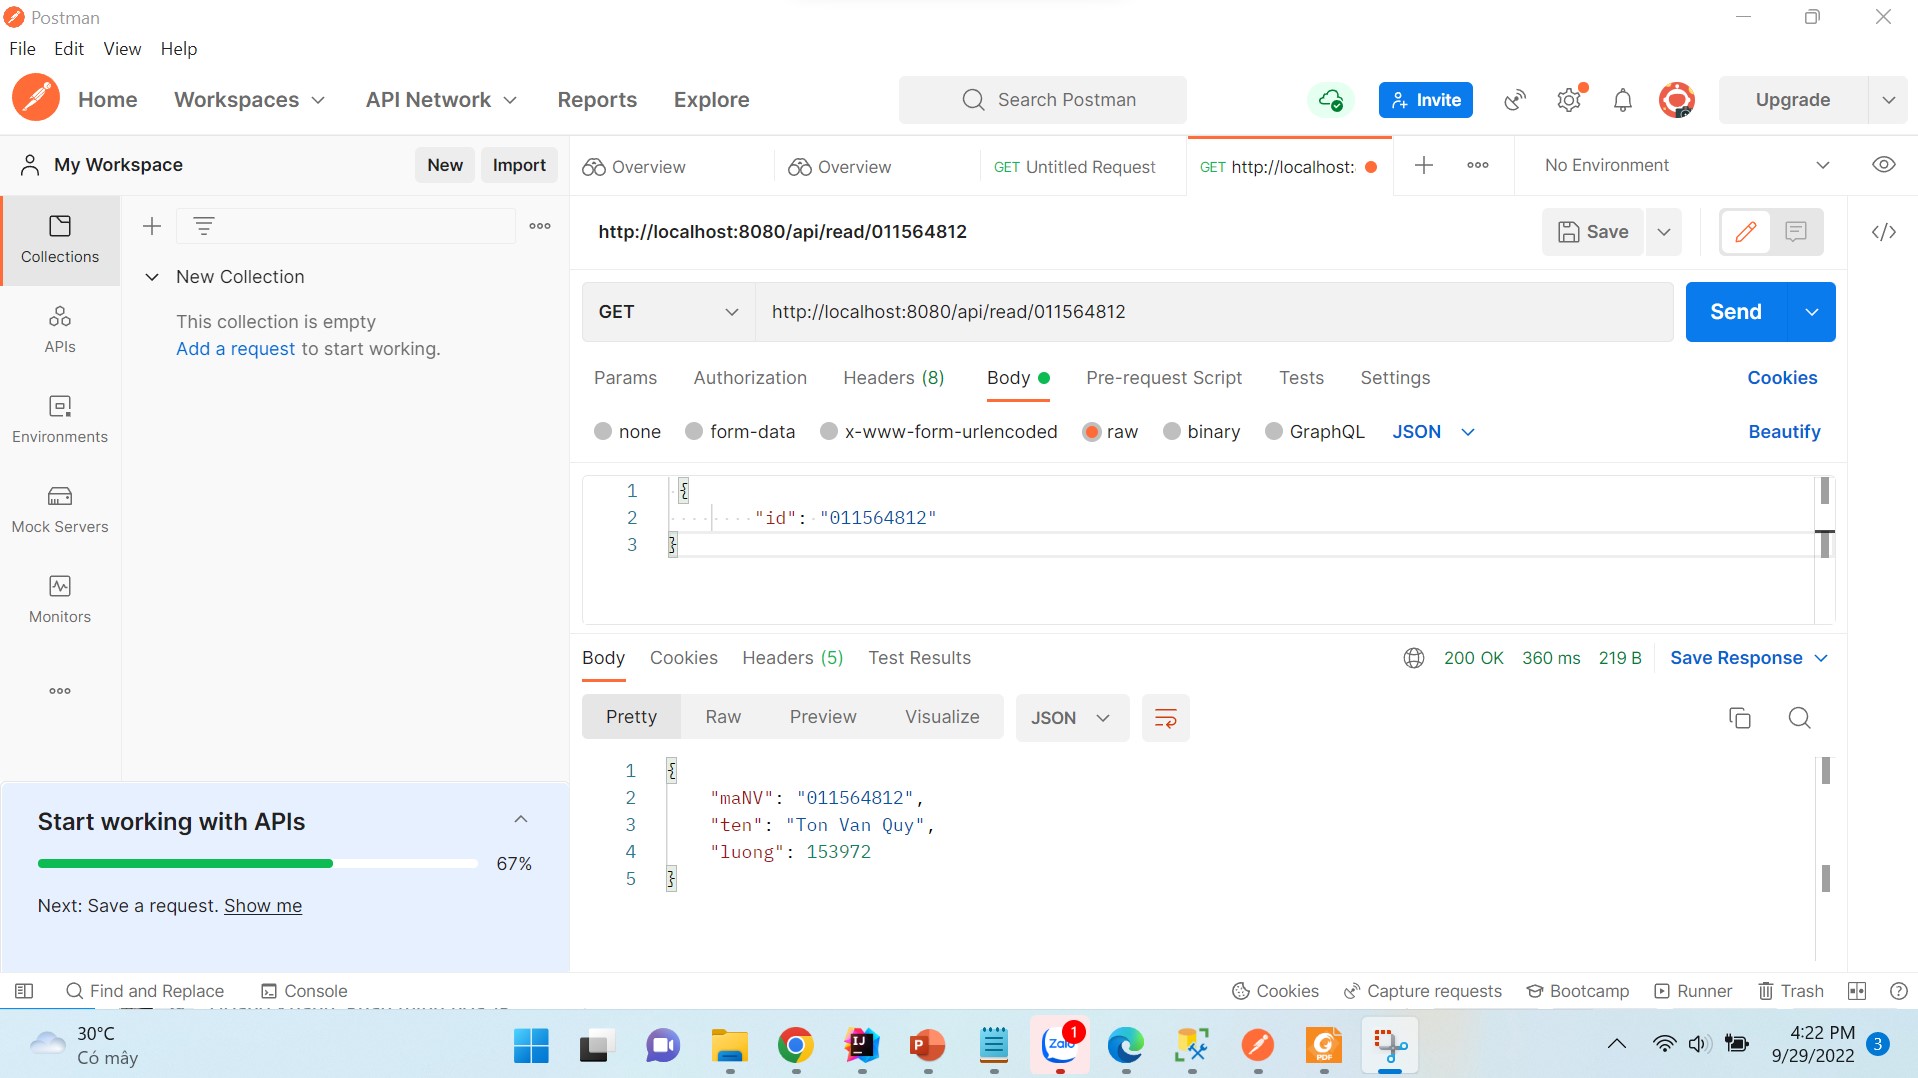 Postman
File Edit View Help
Home Workspaces API Network Reports Explore Search Postman Invite Upgrade
My Workspace New Import Overview Overview GET Untitled Request GET http://localhost: No Environment
Collections
APIs
Environments
Mock Servers
Monitors
New Collection
This collection is empty
Add a request to start working.
http://localhost:8080/api/read/011564812 Save
GET http://localhost:8080/api/read/011564812 Send
Params Authorization Headers (8) Body Pre-request Script Tests Settings Cookies
none form-data x-www-form-urlencoded raw binary GraphQL JSON Beautify
1 {
2 "id": "011564812"
3 }
Body Cookies Headers (5) Test Results 200 OK 360 ms 219 B Save Response
Pretty Raw Preview Visualize JSON
1 {
2 "maNV": "011564812",
3 "ten": "Ton Van Quy",
4 "luong": 153972
5 }
Start working with APIs
67%
Next: Save a request. Show me
Find and Replace Console Cookies Capture requests Bootcamp Runner Trash
30°C
Có mây
IJ
P
Zalo
1
PDF
4:22 PM
9/29/2022
3